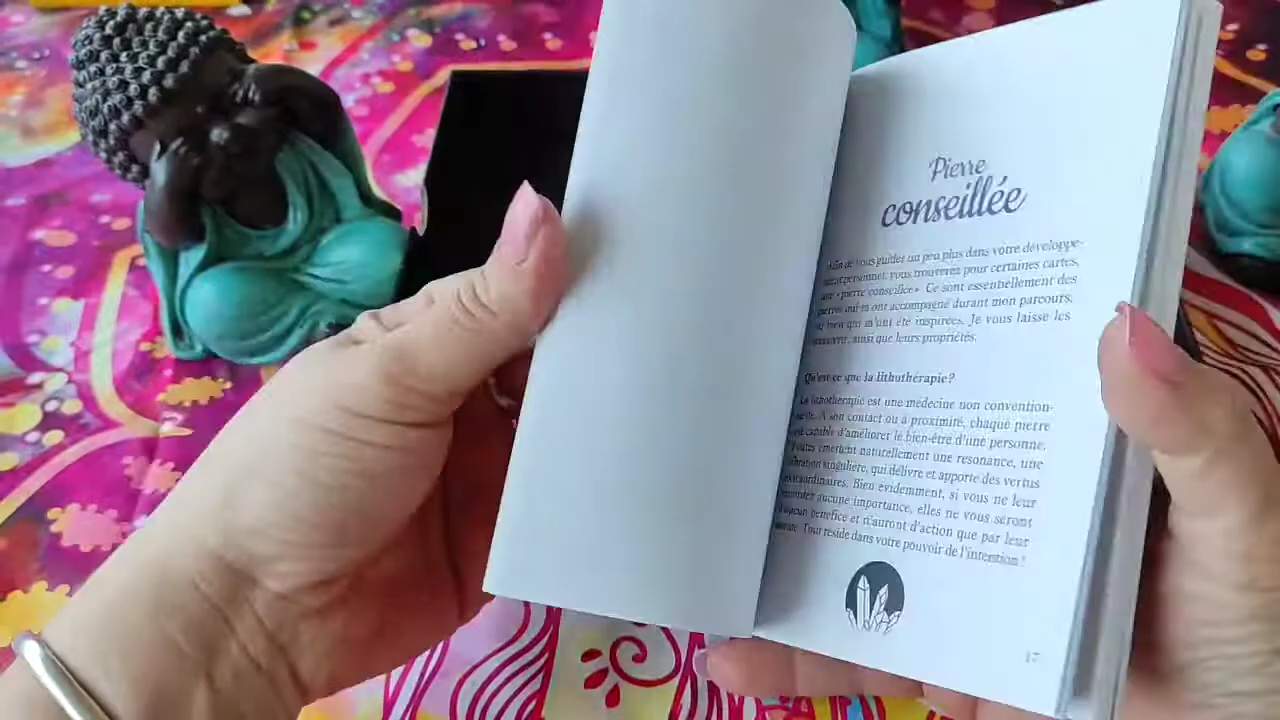 Pierre
conseillée
Afin de vous guider un peu plus dans votre développe-
ment personnel, vous trouverez pour certaines cartes,
une « pierre conseillée ». Ce sont essentiellement des
pierres qui m'ont accompagné durant mon parcours,
ou bien qui m'ont été inspirées. Je vous laisse les
découvrir, ainsi que leurs propriétés.
Qu'est-ce que la lithothérapie ?
La lithothérapie est une médecine non convention-
nelle. À son contact ou à proximité, chaque pierre
est capable d'améliorer le bien-être d'une personne.
Toutes émettent naturellement une résonance, une
vibration singulière, qui délivre et apporte des vertus
extraordinaires. Bien évidemment, si vous ne leur
accordez aucune importance, elles ne vous seront
d'aucun bénéfice et n'auront d'action que par leur
beauté. Tout réside dans votre pouvoir de l'intention !
17